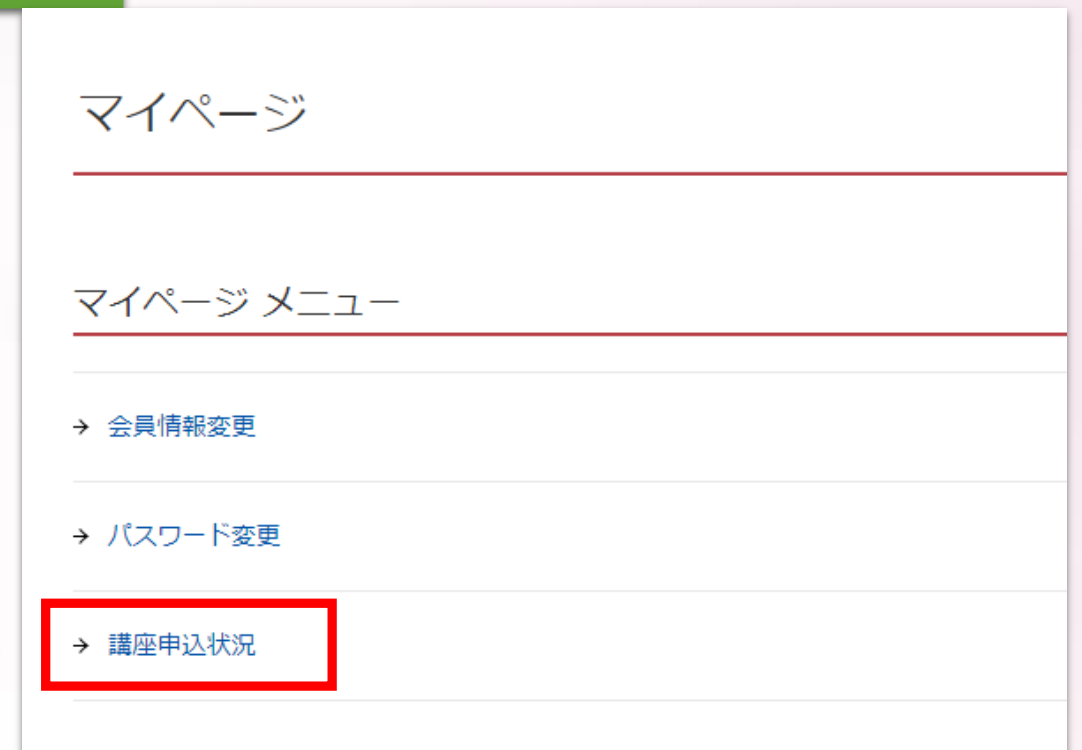 マイページ
マイページ メニュー
→ 会員情報変更
→ パスワード変更
→ 講座申込状況